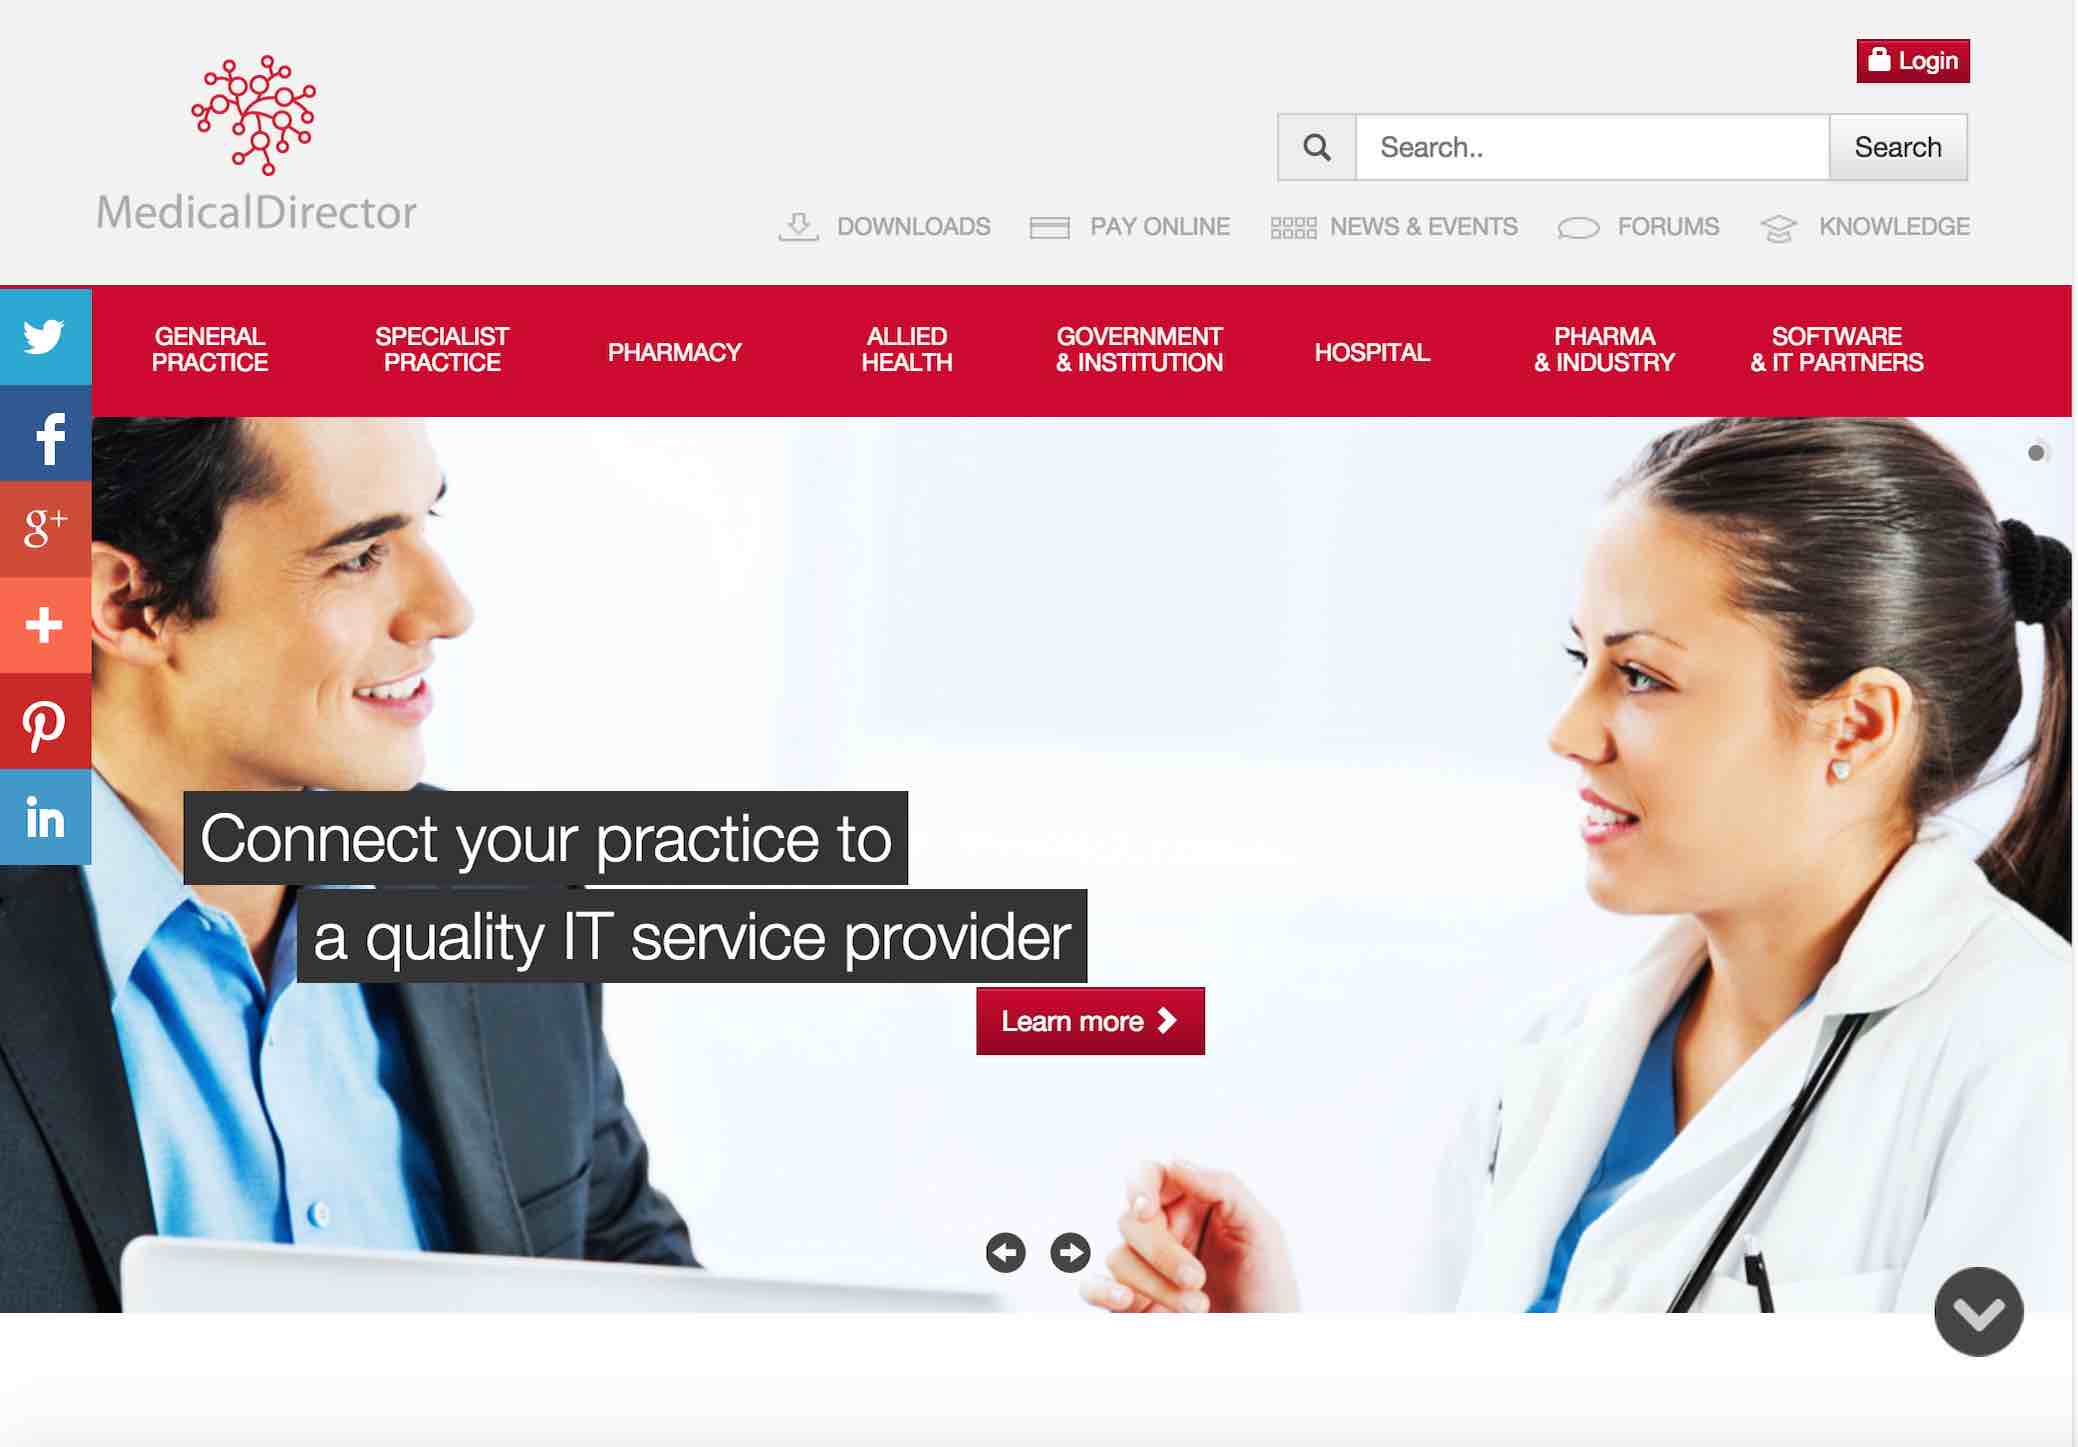 Login
MedicalDirector
Search..
Search
DOWNLOADS
PAY ONLINE
NEWS & EVENTS
FORUMS
KNOWLEDGE
GENERAL
PRACTICE
SPECIALIST
PRACTICE
PHARMACY
ALLIED
HEALTH
GOVERNMENT
& INSTITUTION
HOSPITAL
PHARMA
& INDUSTRY
SOFTWARE
& IT PARTNERS
f
g+
in
Connect your practice to
a quality IT service provider
Learn more